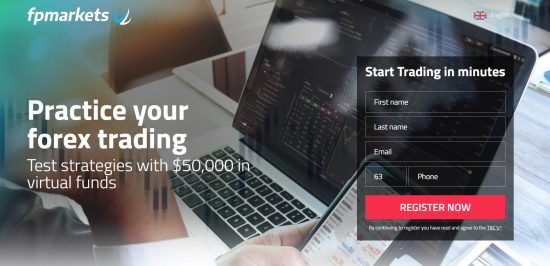 fpmarkets
English
Practice your
forex trading
Test strategies with $50,000 in
virtual funds
Start Trading in minutes
First name
Last name
Email
63 Phone
REGISTER NOW
By continuing to register you have read and agree to the T&C's*